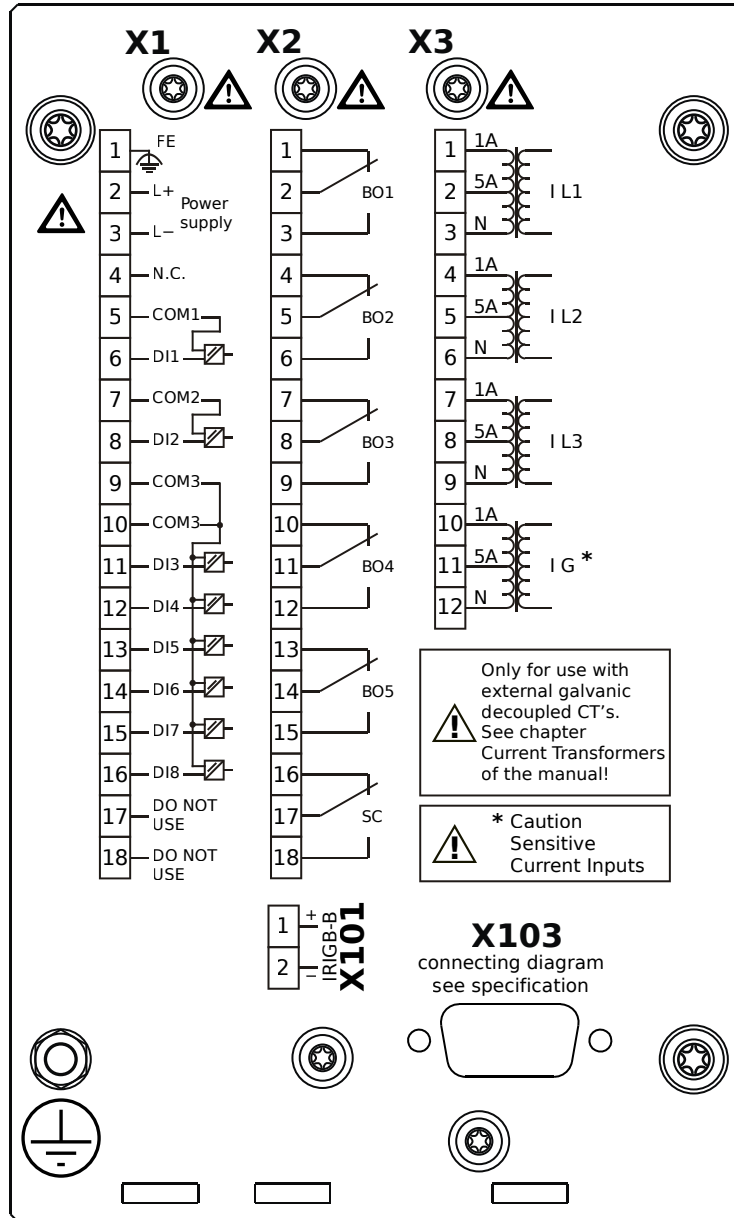 X1 X2 X3
1 FE
2 L+
Power
supply
3 L−
4 N.C.
5 COM1
6 DI1
7 COM2
8 DI2
9 COM3
10 COM3
11 DI3
12 DI4
13 DI5
14 DI6
15 DI7
16 DI8
17 DO NOT
USE
18 DO NOT
USE
1
2 BO1
3
4
5 BO2
6
7
8 BO3
9
10
11 BO4
12
13
14 BO5
15
16
17 SC
18
1 1A
2 5A I L1
3 N
4 1A
5 5A I L2
6 N
7 1A
8 5A I L3
9 N
10 1A
11 5A I G *
12 N
! Only for use with
external galvanic
decoupled CT’s.
See chapter
Current Transformers
of the manual!
! * Caution
Sensitive
Current Inputs
1 +
2 −
IRIGB-B
X101
X103
connecting diagram
see specification